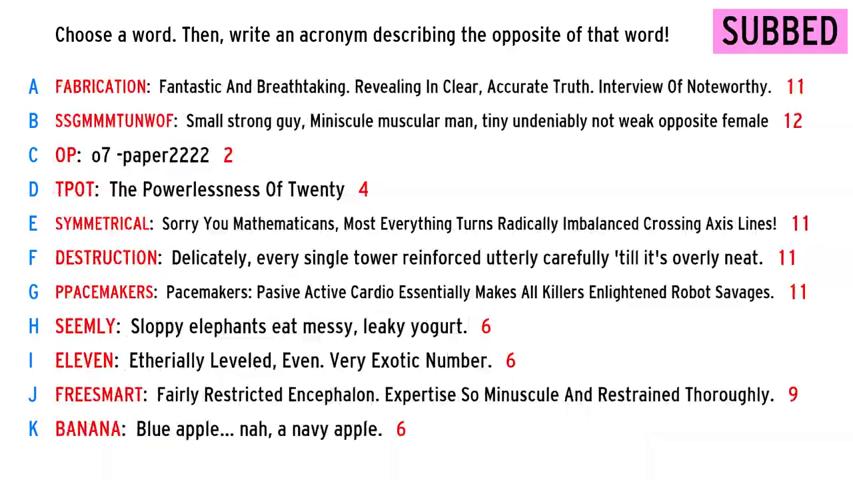 Choose a word. Then, write an acronym describing the opposite of that word!
SUBBED
A FABRICATION: Fantastic And Breathtaking. Revealing In Clear, Accurate Truth. Interview Of Noteworthy. 11
B SSGMMMTUNWOF: Small strong guy, Miniscule muscular man, tiny undeniably not weak opposite female 12
C OP: o7 -paper2222 2
D TPOT: The Powerlessness Of Twenty 4
E SYMMETRICAL: Sorry You Mathematicans, Most Everything Turns Radically Imbalanced Crossing Axis Lines! 11
F DESTRUCTION: Delicately, every single tower reinforced utterly carefully 'till it's overly neat. 11
G PPACEMAKERS: Pacemakers: Pasive Active Cardio Essentially Makes All Killers Enlightened Robot Savages. 11
H SEEMLY: Sloppy elephants eat messy, leaky yogurt. 6
I ELEVEN: Etherially Leveled, Even. Very Exotic Number. 6
J FREESMART: Fairly Restricted Encephalon. Expertise So Minuscule And Restrained Thoroughly. 9
K BANANA: Blue apple... nah, a navy apple. 6